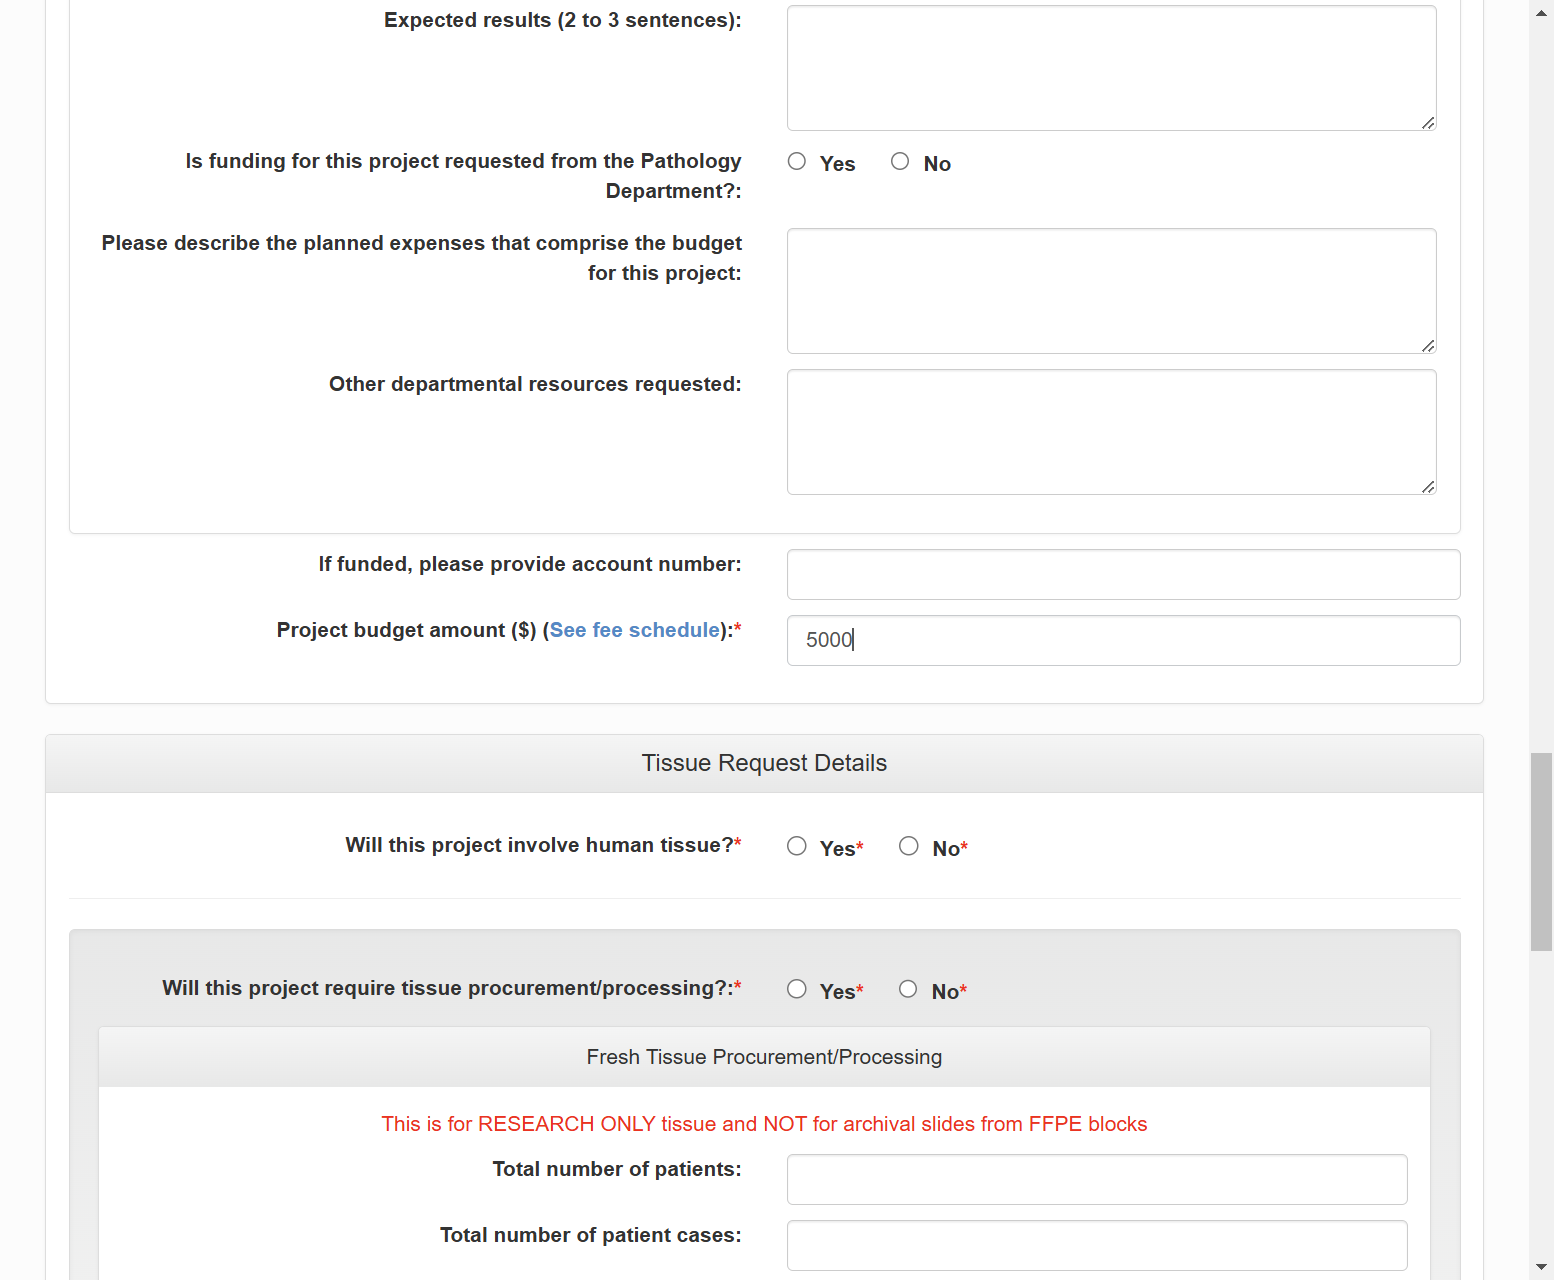 Expected results (2 to 3 sentences):
Is funding for this project requested from the Pathology
Department?:
Yes No
Please describe the planned expenses that comprise the budget
for this project:
Other departmental resources requested:
If funded, please provide account number:
Project budget amount ($) (See fee schedule):*
5000
Tissue Request Details
Will this project involve human tissue?*
Yes* No*
Will this project require tissue procurement/processing?:*
Yes* No*
Fresh Tissue Procurement/Processing
This is for RESEARCH ONLY tissue and NOT for archival slides from FFPE blocks
Total number of patients:
Total number of patient cases: